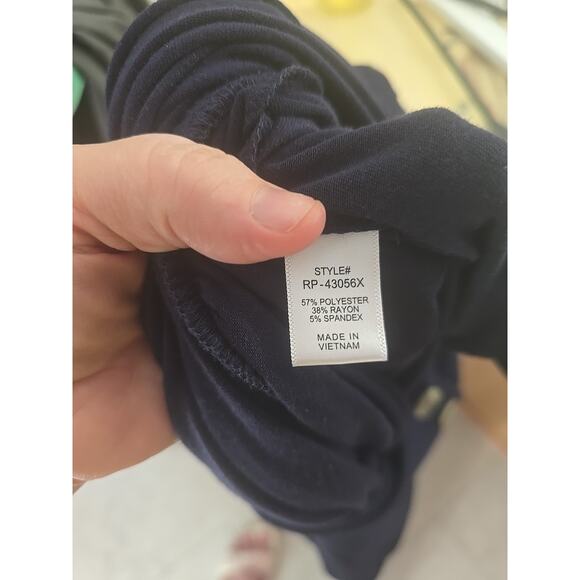 STYLE#
RP-43056X
57% POLYESTER
38% RAYON
5% SPANDEX
MADE IN
VIETNAM